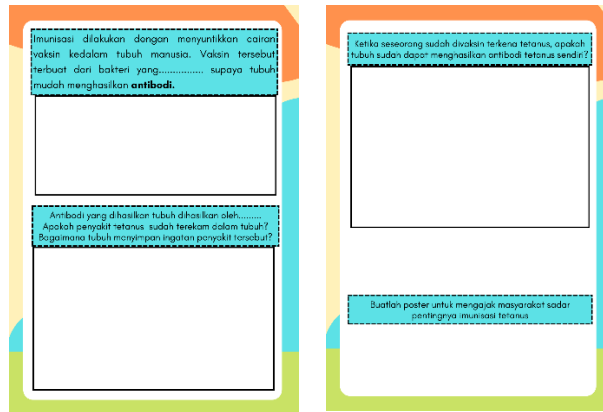 Imunisasi dilakukan dengan menyuntikkan cairan
vaksin kedalam tubuh manusia. Vaksin tersebut
terbuat dari bakteri yang................ supaya tubuh
mudah menghasilkan antibodi.
Antibodi yang dihasilkan tubuh dihasilkan oleh.........
Apakah penyakit tetanus sudah terekam dalam tubuh?
Bagaimana tubuh menyimpan ingatan penyakit tersebut?
Ketika seseorang sudah divaksin terkena tetanus, apakah
tubuh sudah dapat menghasilkan antibodi tetanus sendiri?
Buatlah poster untuk mengajak masyarakat sadar
pentingnya imunisasi tetanus